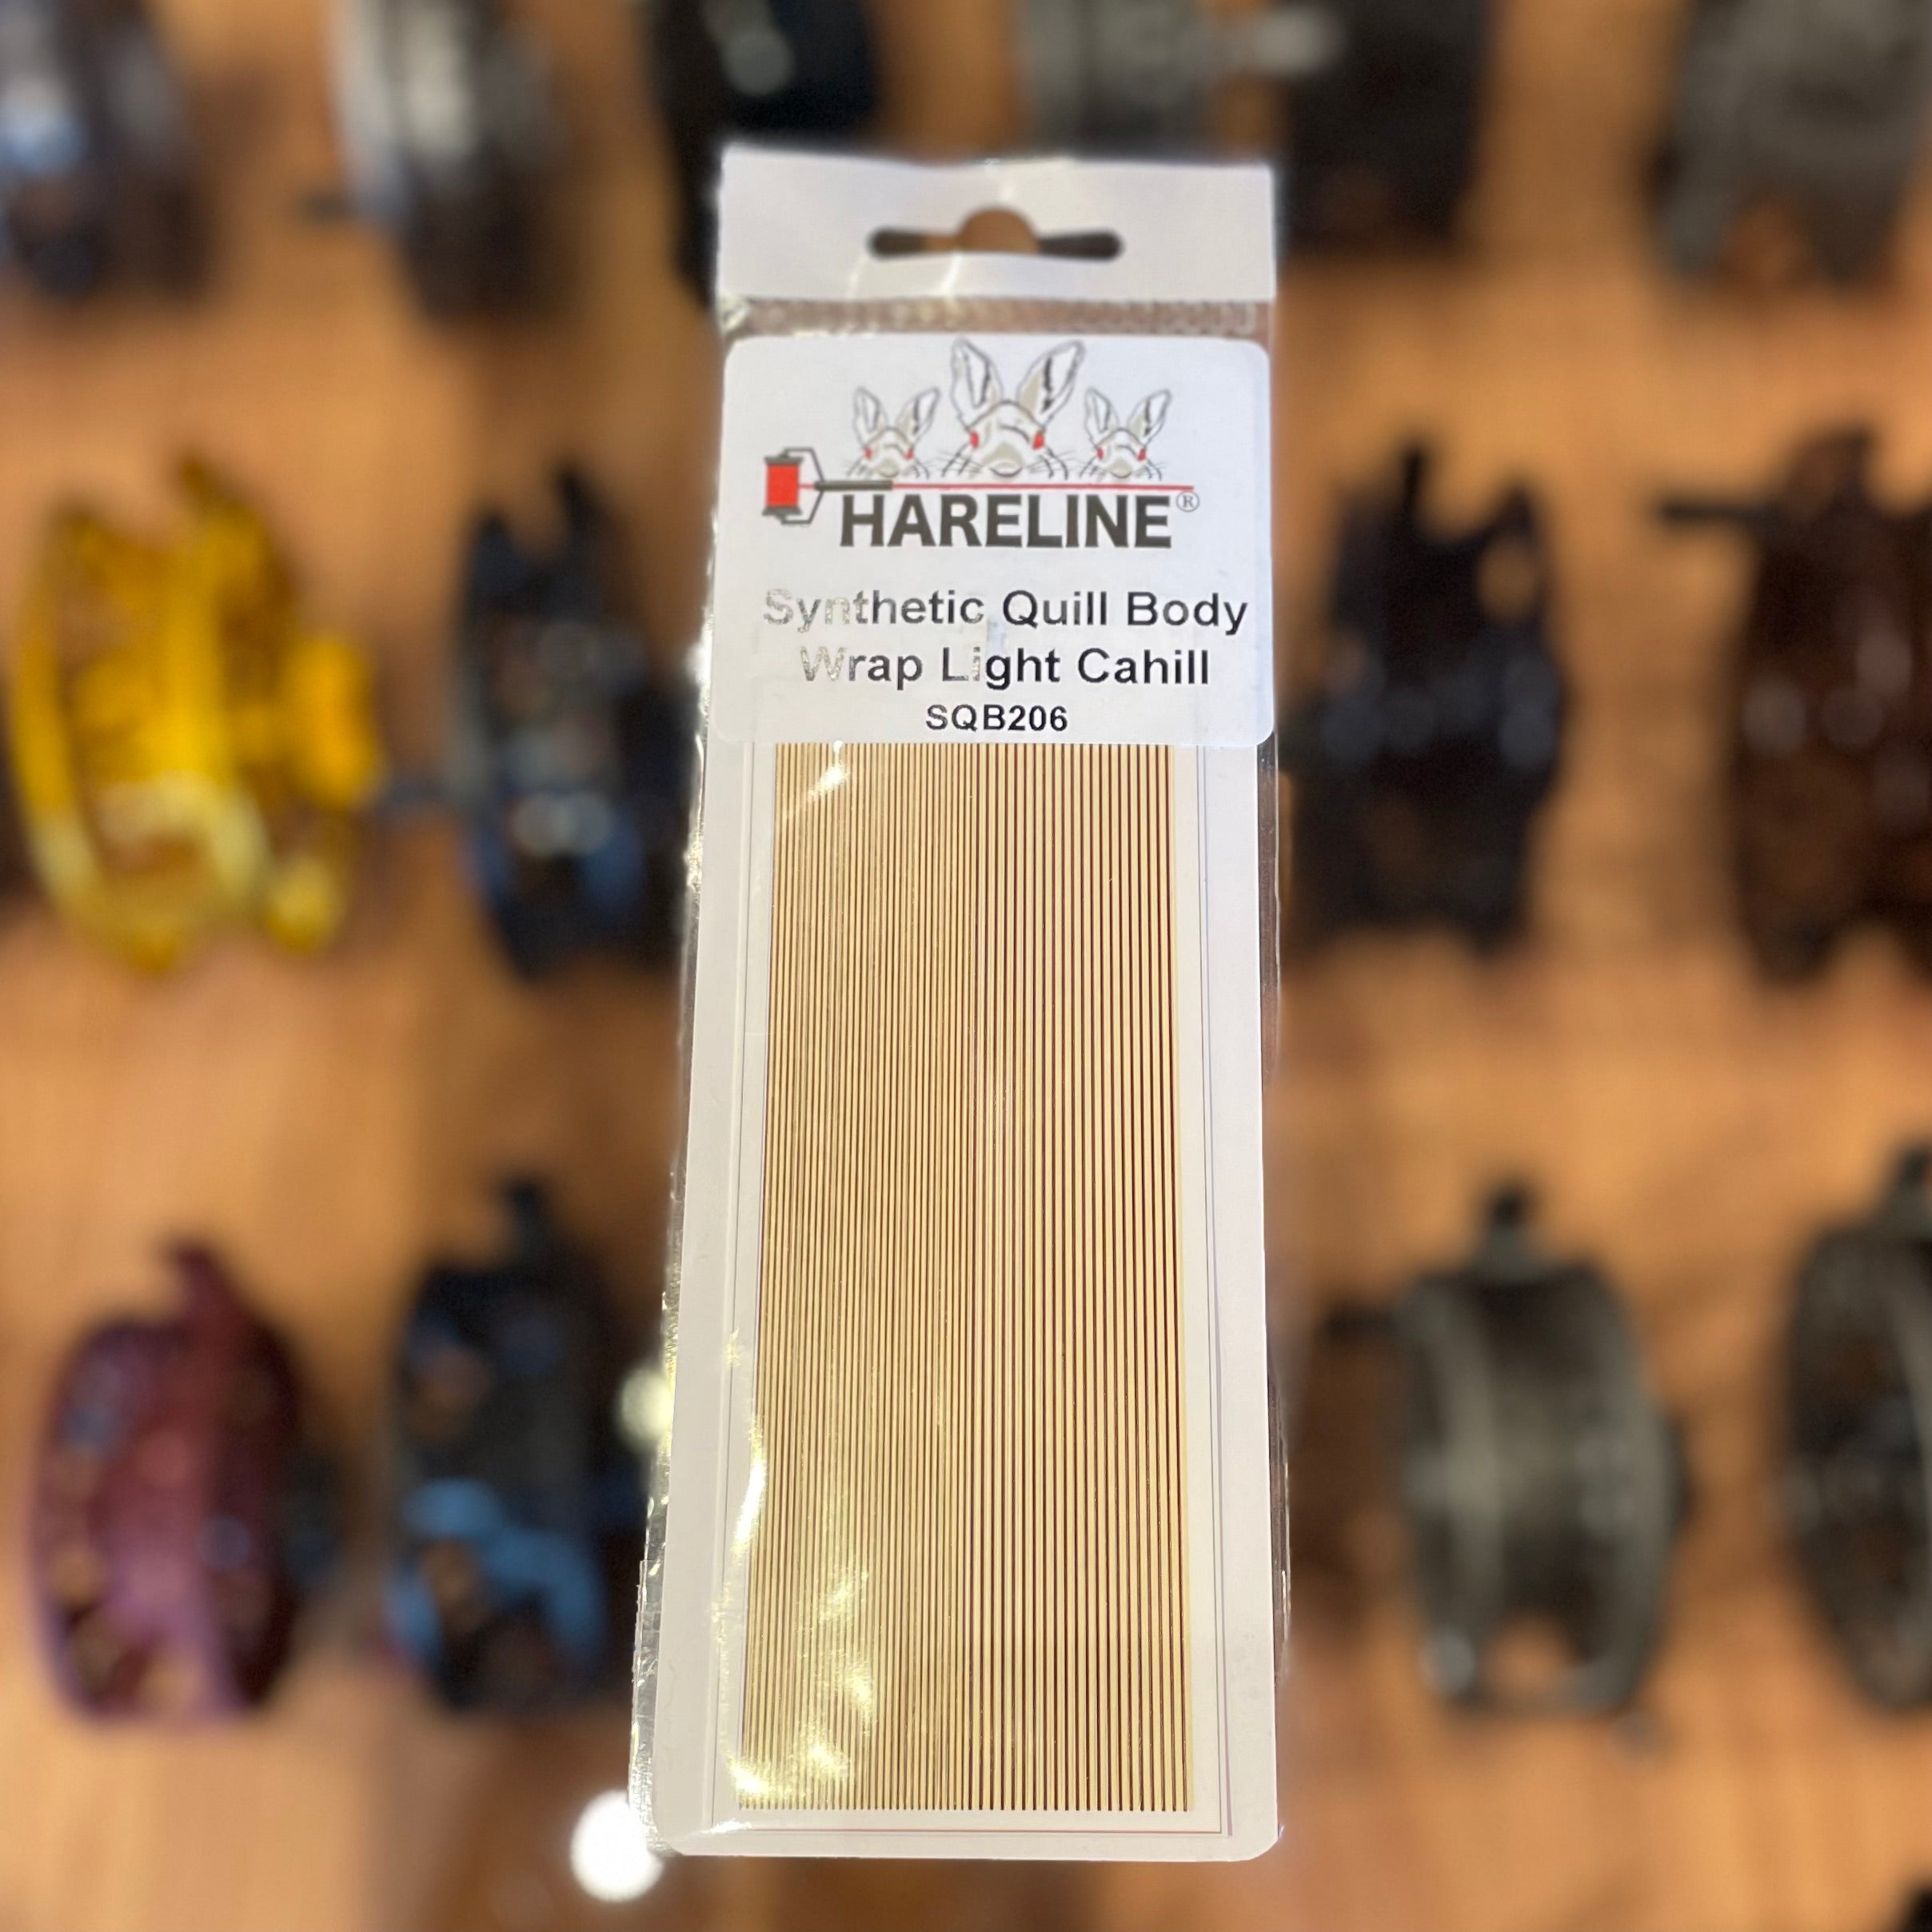 HARELINE®
Synthetic Quill Body
Wrap Light Cahill
SQB206